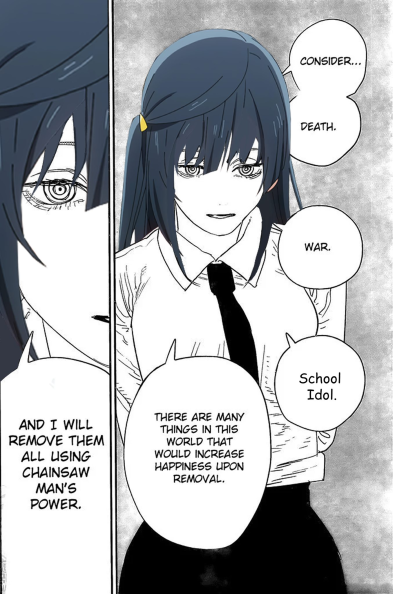 CONSIDER...
DEATH.
WAR.
School
Idol.
THERE ARE MANY
THINGS IN THIS
WORLD THAT
WOULD INCREASE
HAPPINESS UPON
REMOVAL.
AND I WILL
REMOVE THEM
ALL USING
CHAINSAW
MAN'S
POWER.